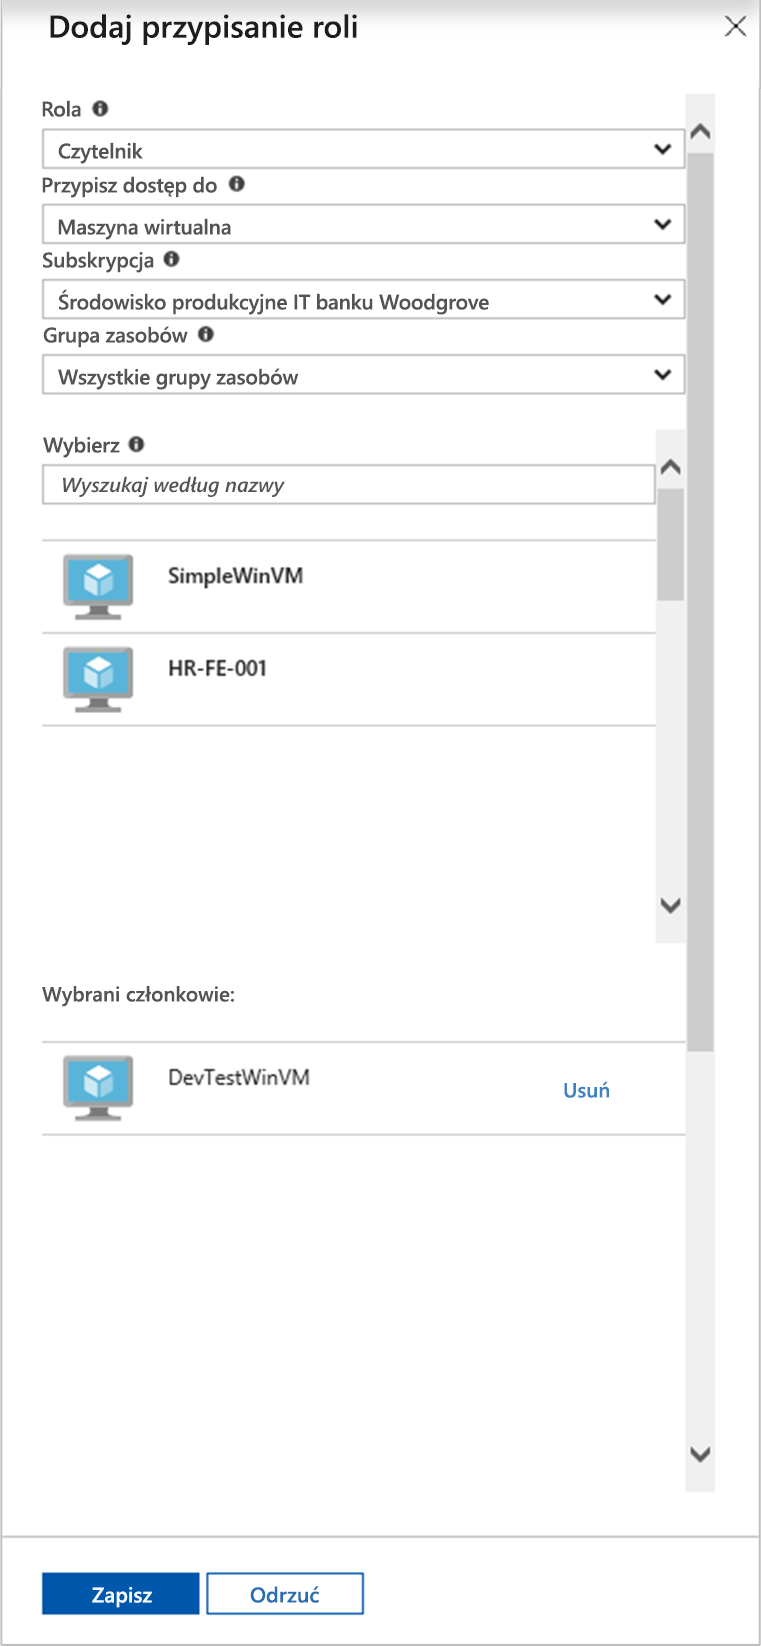 Dodaj przypisanie roli
Rola
Czytelnik
Przypisz dostęp do
Maszyna wirtualna
Subskrypcja
Środowisko produkcyjne IT banku Woodgrove
Grupa zasobów
Wszystkie grupy zasobów
Wybierz
Wyszukaj według nazwy
SimpleWinVM
HR-FE-001
Wybrani członkowie:
DevTestWinVM
Usuń
Zapisz Odrzuć